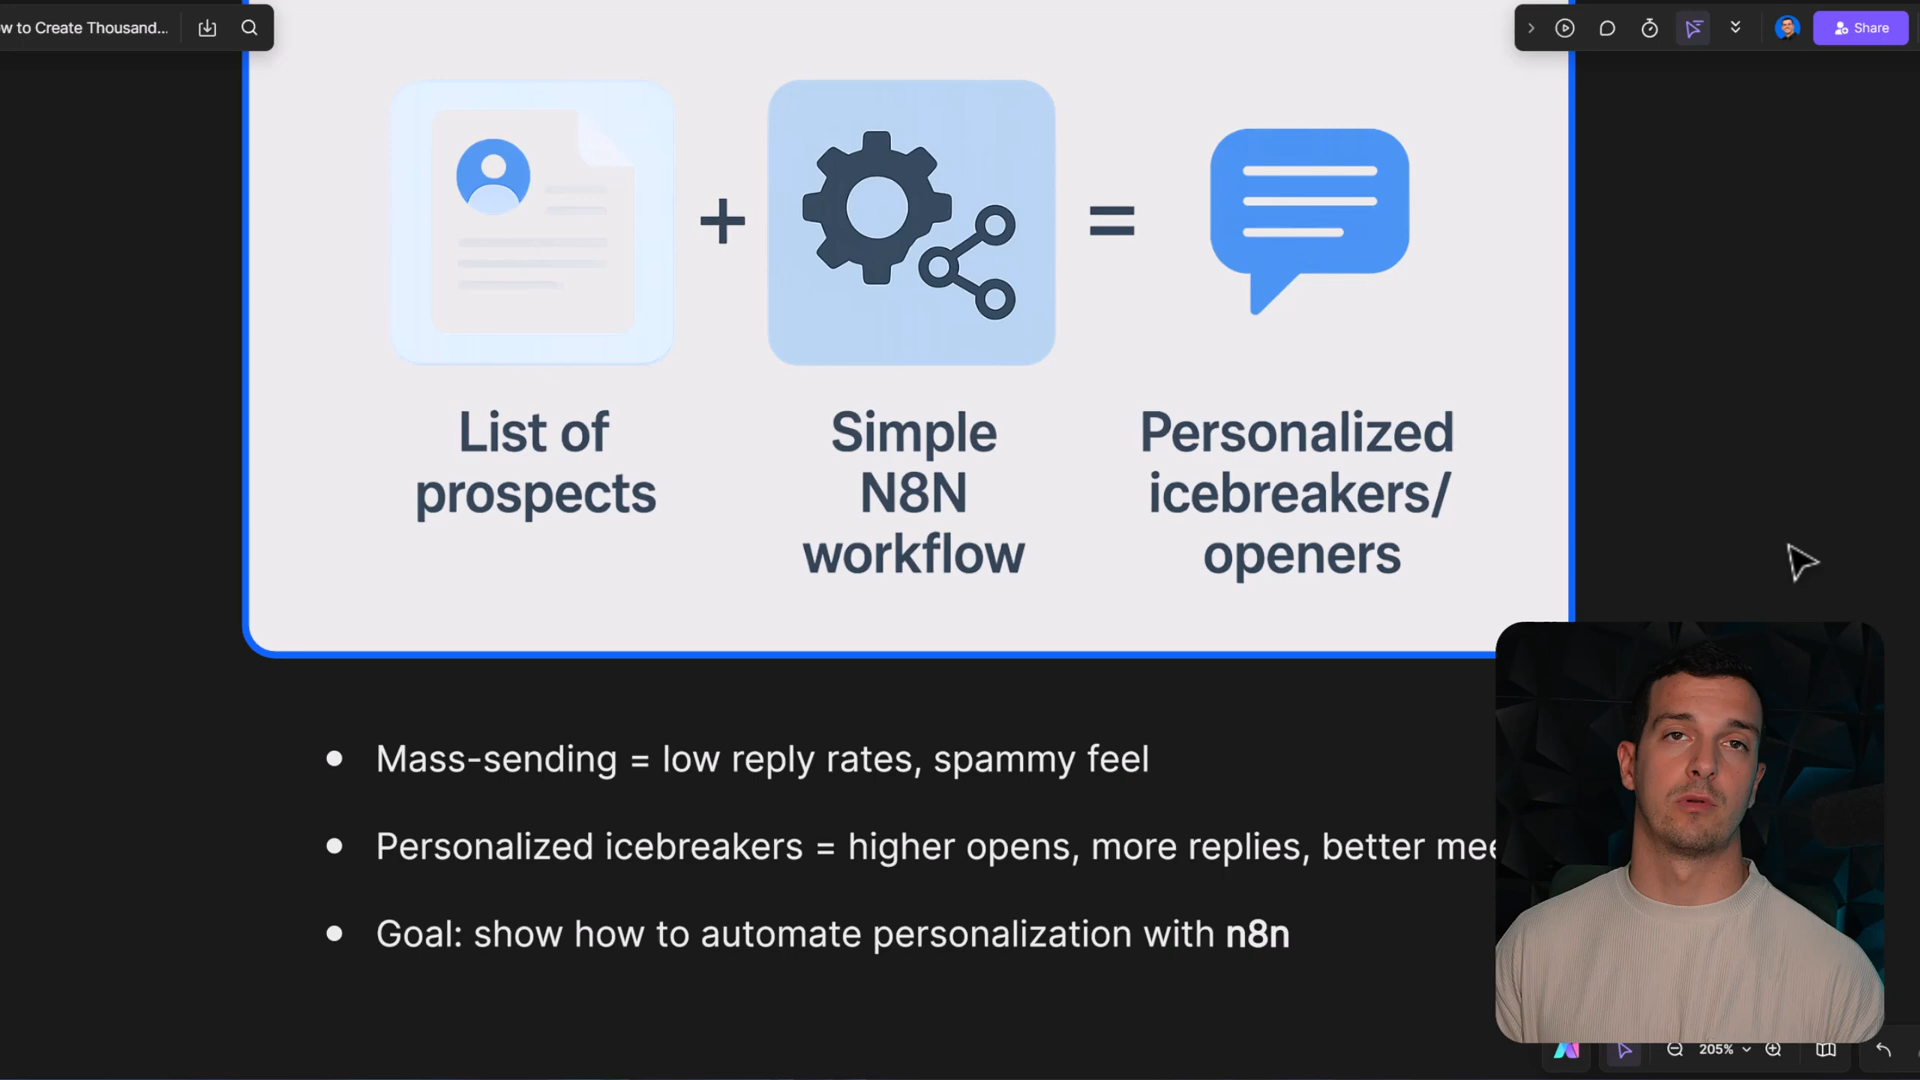 w to Create Thousand...
Share
List of
prospects
+
Simple
N8N
workflow
=
Personalized
icebreakers/
openers
• Mass-sending = low reply rates, spammy feel
• Personalized icebreakers = higher opens, more replies, better mee
• Goal: show how to automate personalization with n8n
205%